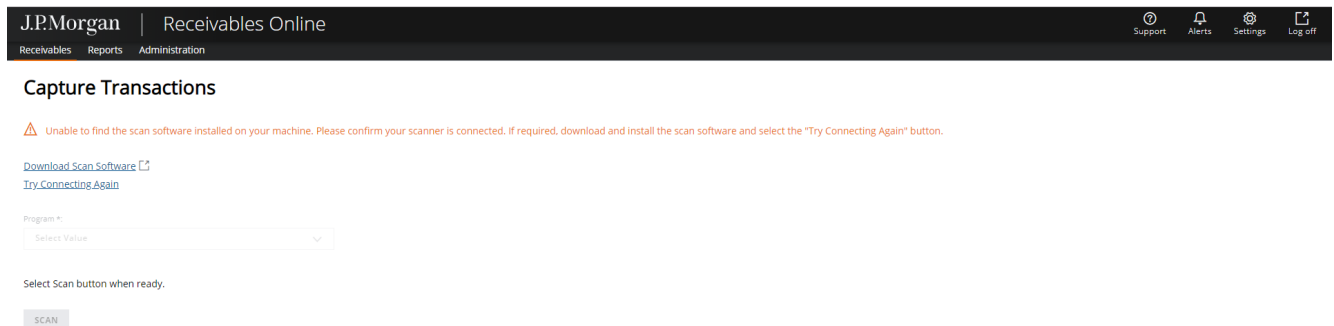 J.P.Morgan | Receivables Online
Support Alerts Settings Log off
Receivables Reports Administration
Capture Transactions
Unable to find the scan software installed on your machine. Please confirm your scanner is connected. If required, download and install the scan software and select the "Try Connecting Again" button.
Download Scan Software
Try Connecting Again
Program *:
Select Value
Select Scan button when ready.
SCAN